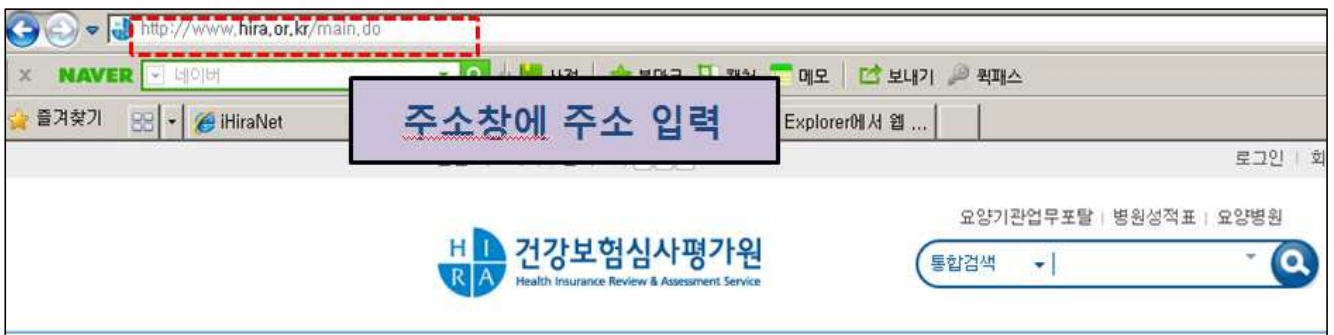 http://www.hira.or.kr/main.do
x NAVER 네이버 사전 메모 보내기 퀵패스
즐겨찾기 iHiraNet Explorer에서 웹 ...
주소창에 주소 입력
로그인 | 회
요양기관업무포탈 | 병원성적표 | 요양병원
HIRA 건강보험심사평가원
Health Insurance Review & Assessment Service
통합검색